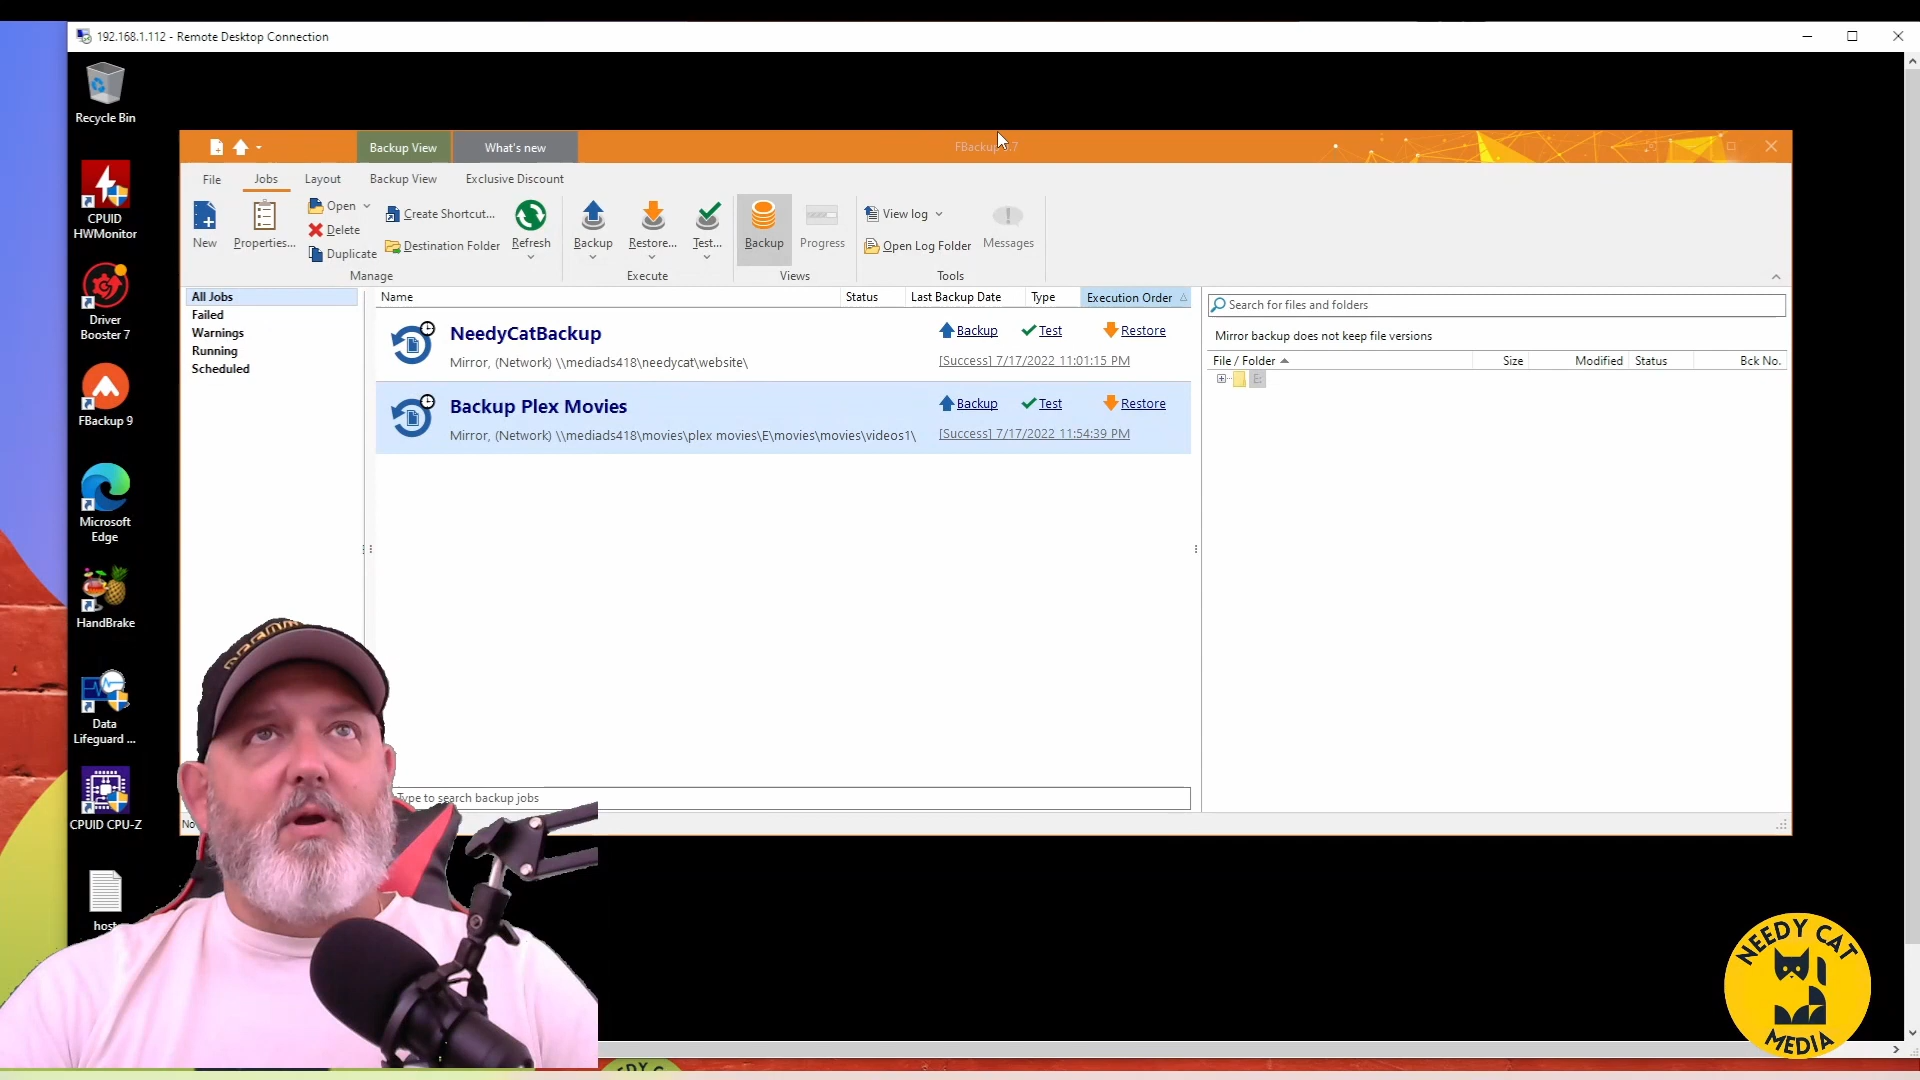 192.168.1.112 - Remote Desktop Connection
Recycle Bin
CPUID
HWMonitor
Driver
Booster 7
FBackup 9
Microsoft
Edge
HandBrake
Data
Lifeguard ...
CPUID CPU-Z
Backup View
What's new
File
Jobs
Layout
Backup View
Exclusive Discount
New
Properties...
Open
Delete
Duplicate
Create Shortcut...
Destination Folder
Refresh
Manage
Backup
Restore...
Test...
Execute
Backup
Progress
Views
View log
Open Log Folder
Messages
Tools
All Jobs
Failed
Warnings
Running
Scheduled
Name
Status
Last Backup Date
Type
Execution Order
NeedyCatBackup
Backup
Test
Restore
Mirror, (Network) \\mediads418\needycat\website\
[Success] 7/17/2022 11:01:15 PM
Backup Plex Movies
Backup
Test
Restore
Mirror, (Network) \\mediads418\movies\plex movies\E\movies\movies\videos1\
[Success] 7/17/2022 11:54:39 PM
Type to search backup jobs
Search for files and folders
Mirror backup does not keep file versions
File / Folder
Size
Modified
Status
Bck No.
NEEDY CAT
MEDIA